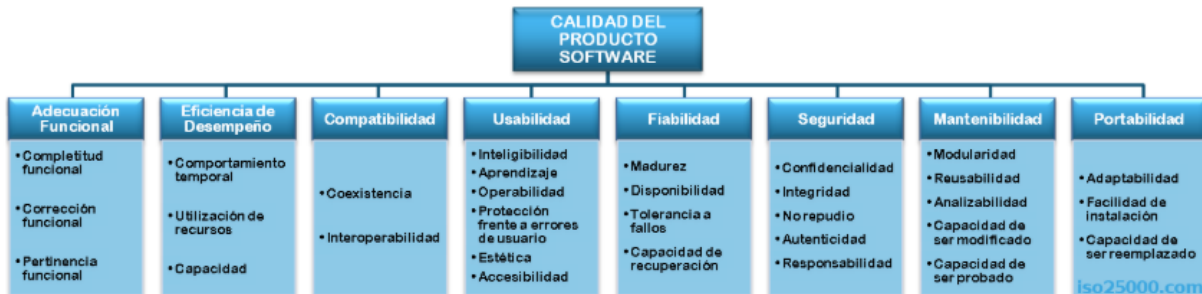 CALIDAD DEL
PRODUCTO
SOFTWARE
Adecuación
Funcional
• Completitud
funcional
• Corrección
funcional
• Pertinencia
funcional
Eficiencia de
Desempeño
• Comportamiento
temporal
• Utilización de
recursos
• Capacidad
Compatibilidad
• Coexistencia
• Interoperabilidad
Usabilidad
• Inteligibilidad
• Aprendizaje
• Operabilidad
• Protección
frente a errores
de usuario
• Estética
• Accesibilidad
Fiabilidad
• Madurez
• Disponibilidad
• Tolerancia a
fallos
• Capacidad de
recuperación
Seguridad
• Confidencialidad
• Integridad
• No repudio
• Autenticidad
• Responsabilidad
Mantenibilidad
• Modularidad
• Reusabilidad
• Analizabilidad
• Capacidad de
ser modificado
• Capacidad de
ser probado
Portabilidad
• Adaptabilidad
• Facilidad de
instalación
• Capacidad de
ser reemplazado
iso25000.com